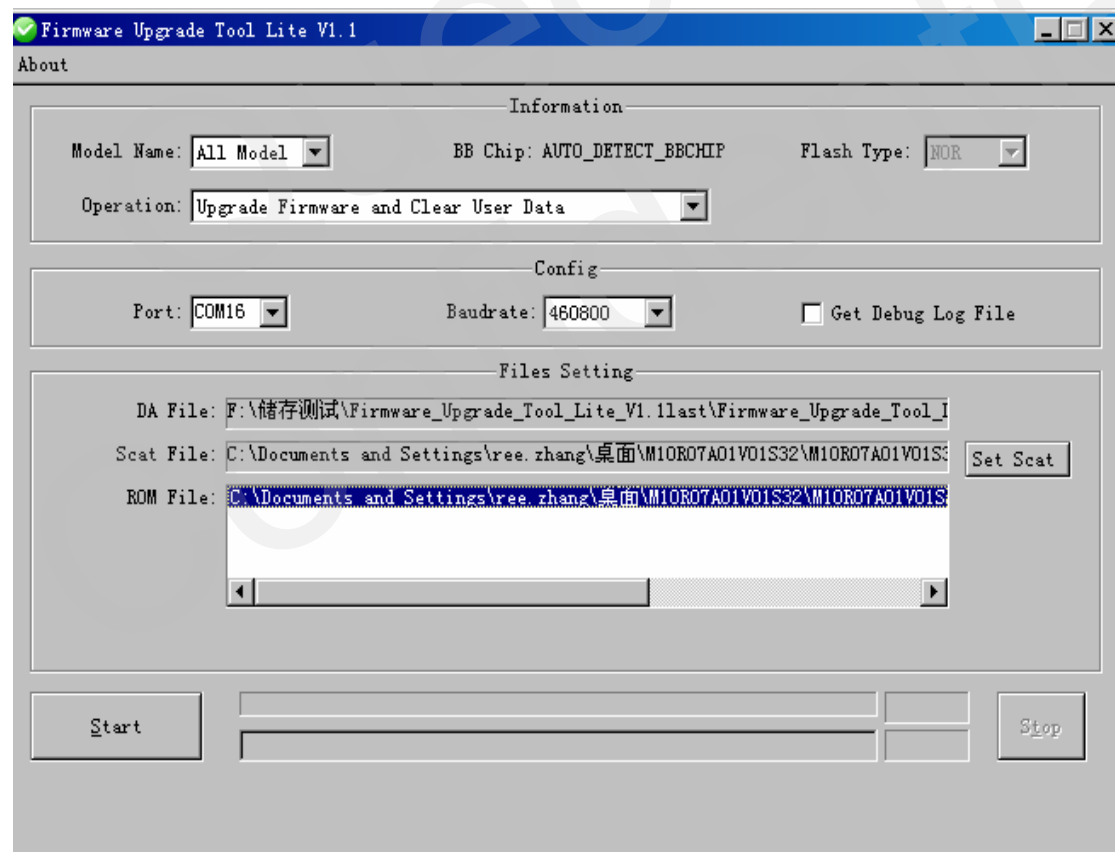 Firmware Upgrade Tool Lite V1.1
About
Information
Model Name: All Model BB Chip: AUTO_DETECT_BBCHIP Flash Type: NOR
Operation: Upgrade Firmware and Clear User Data
Config
Port: COM16 Baudrate: 460800 Get Debug Log File
Files Setting
DA File: F:\储存测试\Firmware_Upgrade_Tool_Lite_V1.1last\Firmware_Upgrade_Tool_
Scat File: C:\Documents and Settings\ree.zhang\桌面\M10R07A01V01S32\M10R07A01V01S
Set Scat
ROM File: C:\Documents and Settings\ree.zhang\桌面\M10R07A01V01S32\M10R07A01V01S
Start Stop